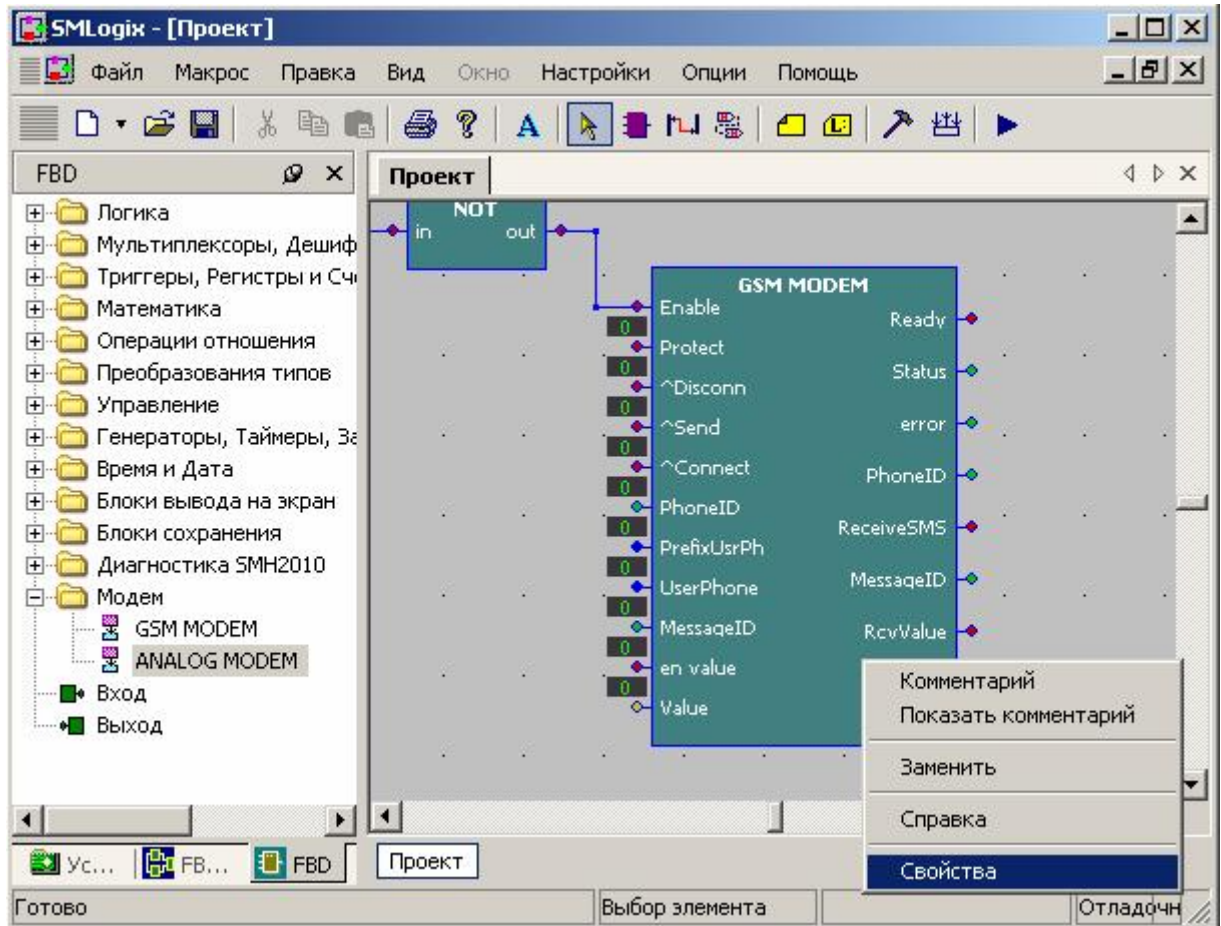 SMLogix - [Проект]
Файл Макрос Правка Вид Окно Настройки Опции Помощь
FBD
Логика
Мультиплексоры, Дешиф
Триггеры, Регистры и Сч
Математика
Операции отношения
Преобразования типов
Управление
Генераторы, Таймеры, За
Время и Дата
Блоки вывода на экран
Блоки сохранения
Диагностика SMH2010
Модем
GSM MODEM
ANALOG MODEM
Вход
Выход
Ус... FB... FBD
Проект
NOT
in out
GSM MODEM
Enable
0
Protect
0
^Disconn
0
^Send
0
^Connect
0
PhoneID
0
PrefixUsrPh
0
UserPhone
0
MessageID
0
en value
0
Value
Ready
Status
error
PhoneID
ReceiveSMS
MessageID
RcvValue
Комментарий
Показать комментарий
Заменить
Справка
Свойства
Проект
Готово
Выбор элемента
Отладочн